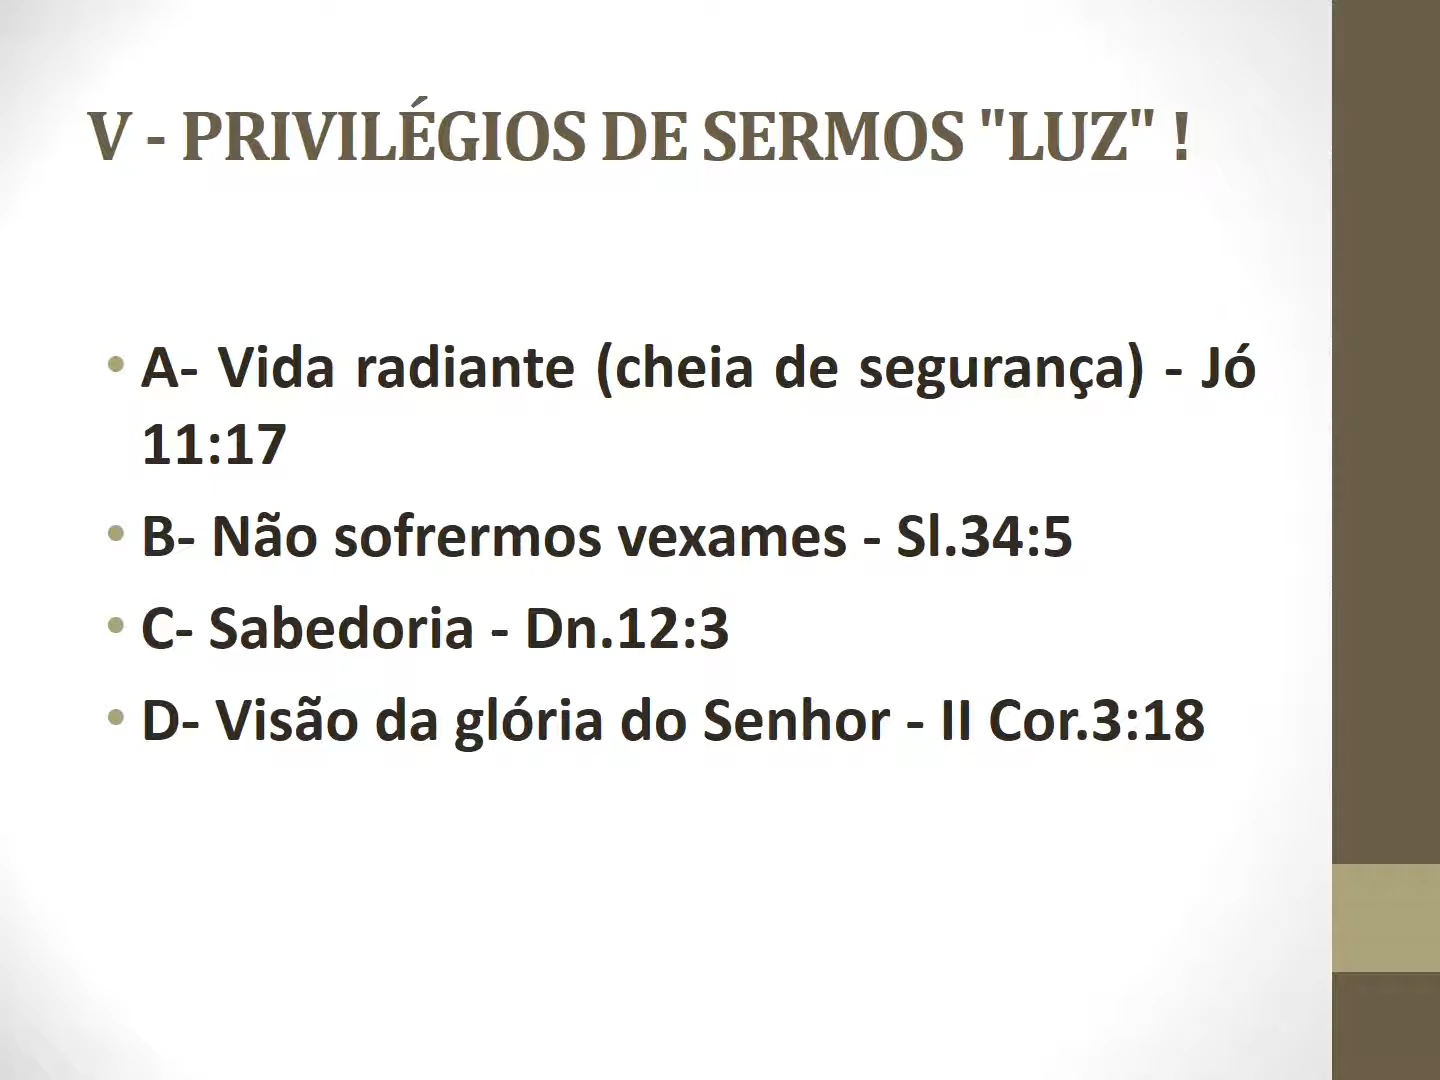 V - PRIVILÉGIOS DE SERMOS "LUZ" !
• A- Vida radiante (cheia de segurança) - Jó
11:17
• B- Não sofrermos vexames - Sl.34:5
• C- Sabedoria - Dn.12:3
• D- Visão da glória do Senhor - II Cor.3:18